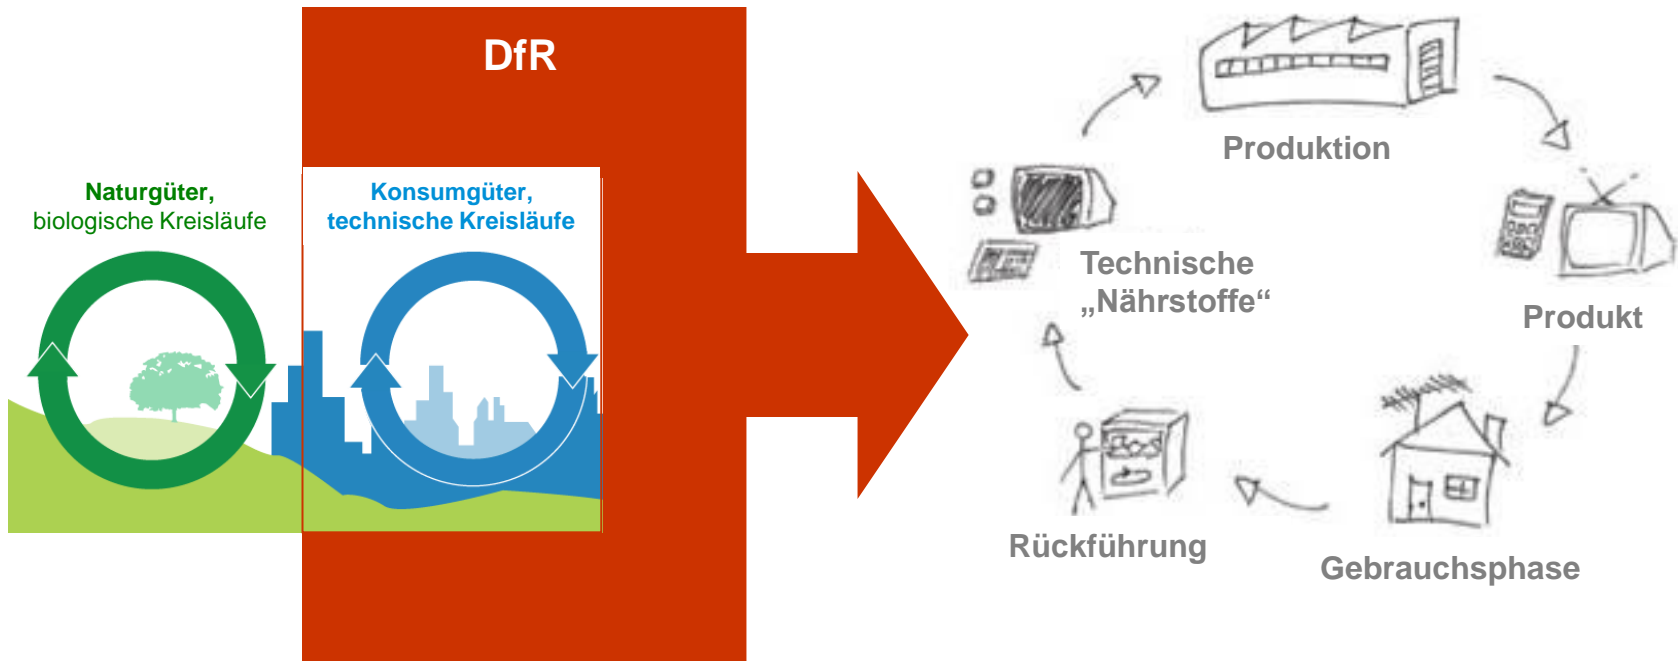 DfR
Naturgüter,
biologische Kreisläufe
Konsumgüter,
technische Kreisläufe
Produktion
Technische
„Nährstoffe“
Produkt
Rückführung
Gebrauchsphase